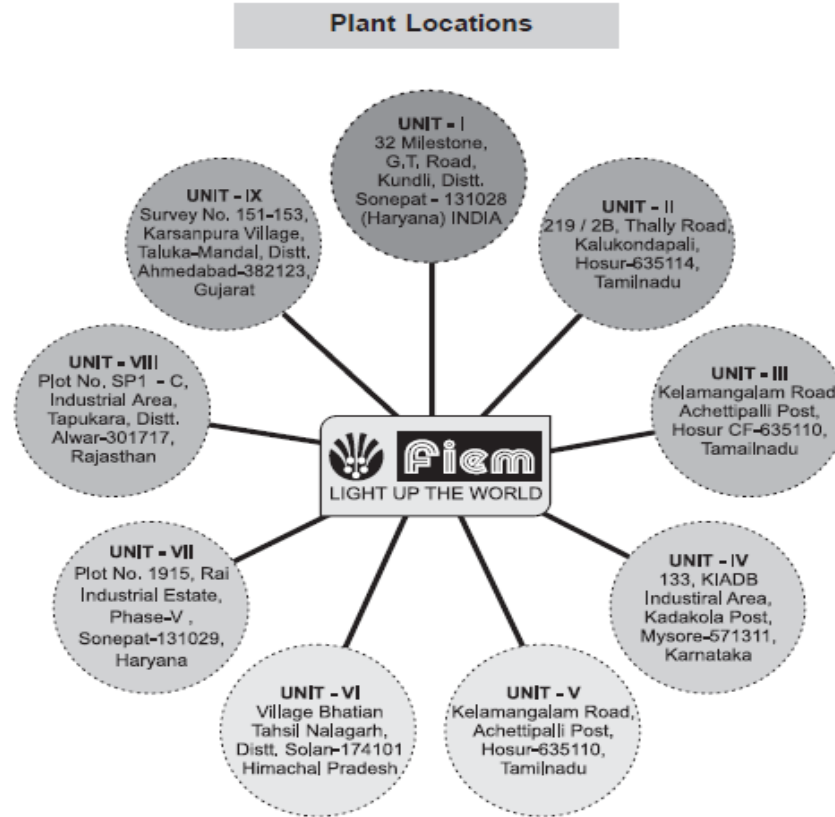 Plant Locations
UNIT - I
32 Milestone,
G.T. Road,
Kundli, Distt.
Sonepat - 131028
(Haryana) INDIA
UNIT - II
219 / 2B, Thally Road,
Kalukondapali,
Hosur-635114,
Tamilnadu
UNIT - III
Kelamangalam Road
Achettipalli Post,
Hosur CF-635110,
Tamailnadu
UNIT - IV
133, KIADB
Industiral Area,
Kadakola Post,
Mysore-571311,
Karnataka
UNIT - V
Kelamangalam Road,
Achettipalli Post,
Hosur-635110,
Tamilnadu
UNIT - VI
Village Bhatian
Tahsil Nalagarh,
Distt. Solan-174101
Himachal Pradesh
UNIT - VII
Plot No. 1915, Rai
Industrial Estate,
Phase-V ,
Sonepat-131029,
Haryana
UNIT - VIII
Plot No. SP1 - C,
Industrial Area,
Tapukara, Distt.
Alwar-301717,
Rajasthan
UNIT - IX
Survey No. 151-153,
Karsanpura Village,
Taluka-Mandal, Distt.
Ahmedabad-382123,
Gujarat
Fiem
LIGHT UP THE WORLD